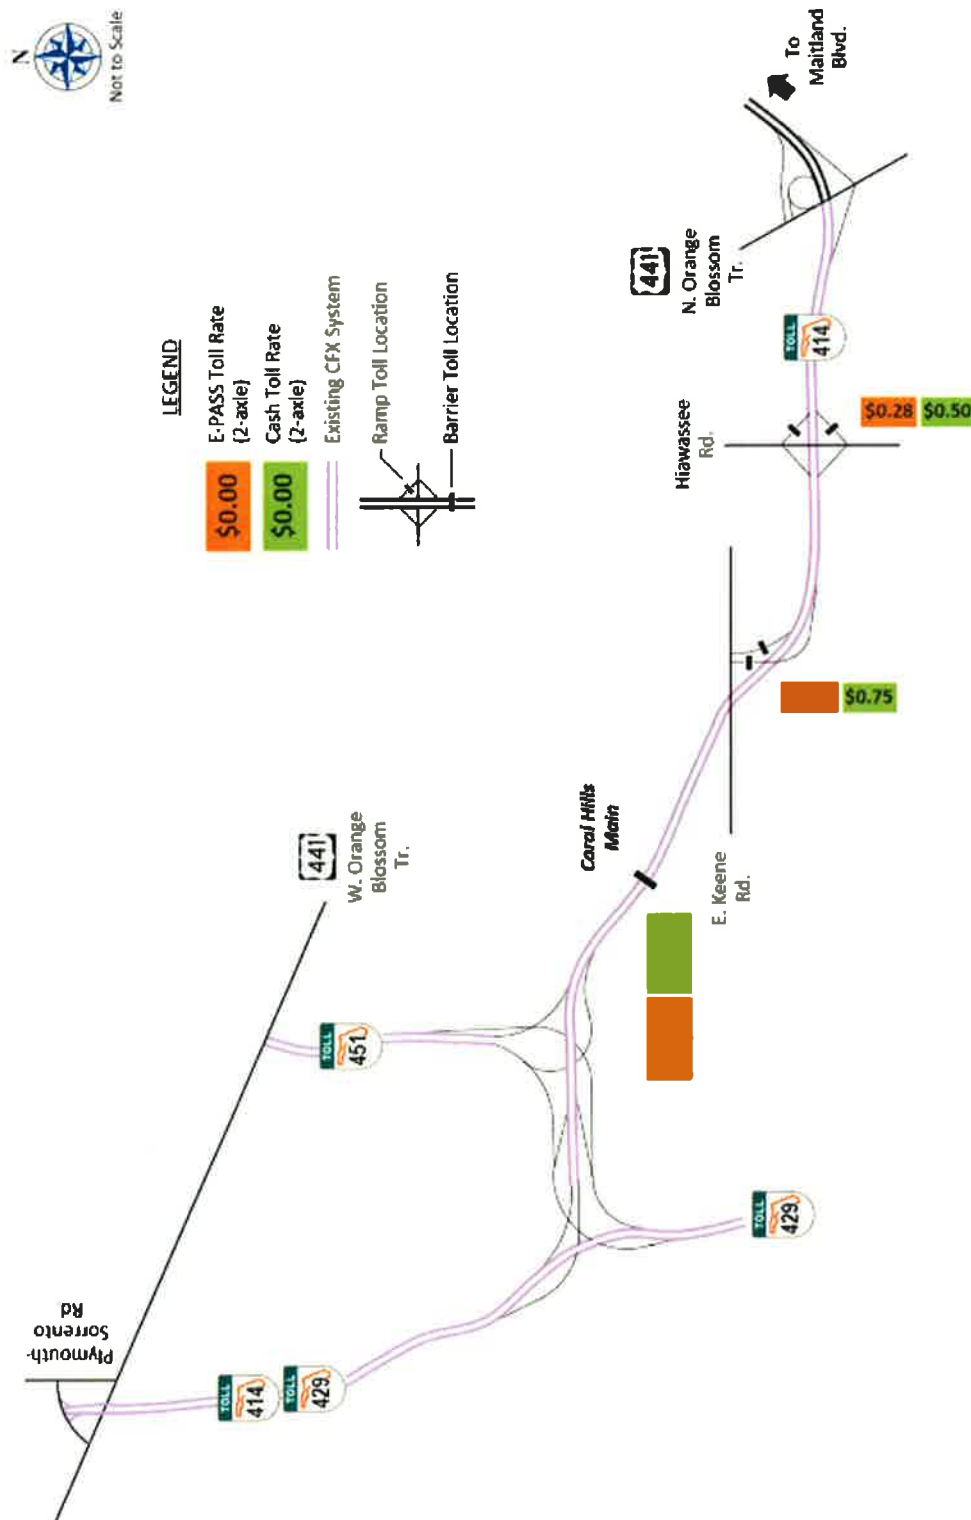 N
Not to Scale
LEGEND
$0.00
E-PASS Toll Rate
(2-axle)
$0.00
Cash Toll Rate
(2-axle)
Existing CFX System
Ramp Toll Location
Barrier Toll Location
To
Maitland
Blvd.
441
N. Orange
Blossom
Tr.
TOLL
414
Hiawassee
Rd.
$0.28 $0.50
$0.75
E. Keene
Rd.
Coral Hills
Main
441
W. Orange
Blossom
Tr.
TOLL
451
TOLL
429
Plymouth-
Sorrento
Rd
TOLL
414
TOLL
429